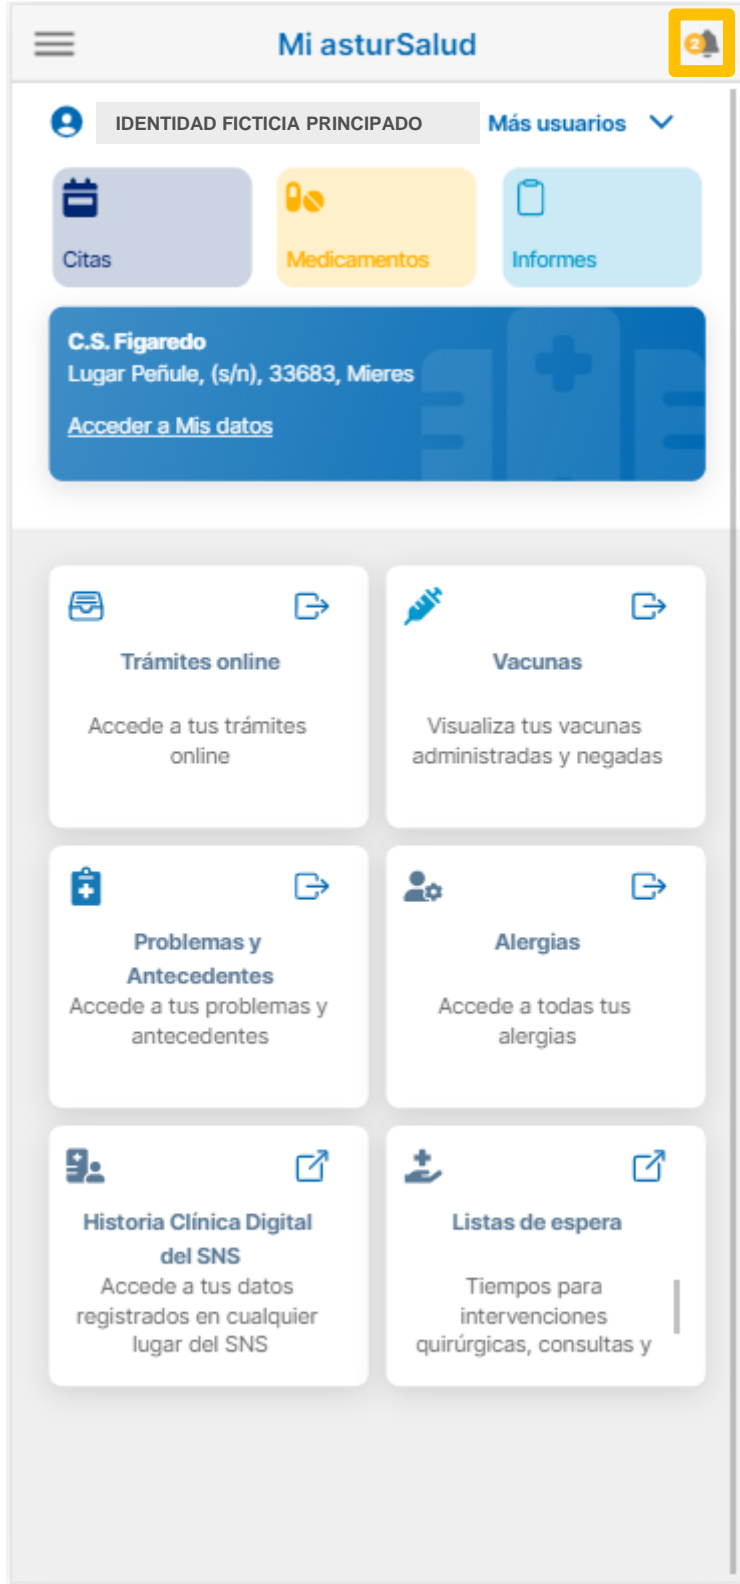 Mi asturSalud
2
IDENTIDAD FICTICIA PRINCIPADO
Más usuarios
Citas
Medicamentos
Informes
C.S. Figaredo
Lugar Peñule, (s/n), 33683, Mieres
Acceder a Mis datos
Trámites online
Accede a tus trámites
online
Vacunas
Visualiza tus vacunas
administradas y negadas
Problemas y
Antecedentes
Accede a tus problemas y
antecedentes
Alergias
Accede a todas tus
alergias
Historia Clínica Digital
del SNS
Accede a tus datos
registrados en cualquier
lugar del SNS
Listas de espera
Tiempos para
intervenciones
quirúrgicas, consultas y